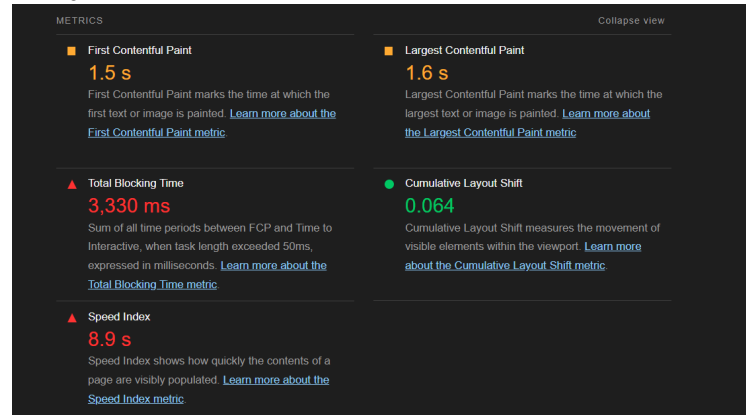 METRICS
Collapse view
First Contentful Paint
1.5 s
First Contentful Paint marks the time at which the
first text or image is painted. Learn more about the
First Contentful Paint metric.
Largest Contentful Paint
1.6 s
Largest Contentful Paint marks the time at which the
largest text or image is painted. Learn more about
the Largest Contentful Paint metric
Total Blocking Time
3,330 ms
Sum of all time periods between FCP and Time to
Interactive, when task length exceeded 50ms,
expressed in milliseconds. Learn more about the
Total Blocking Time metric.
Cumulative Layout Shift
0.064
Cumulative Layout Shift measures the movement of
visible elements within the viewport. Learn more
about the Cumulative Layout Shift metric.
Speed Index
8.9 s
Speed Index shows how quickly the contents of a
page are visibly populated. Learn more about the
Speed Index metric.